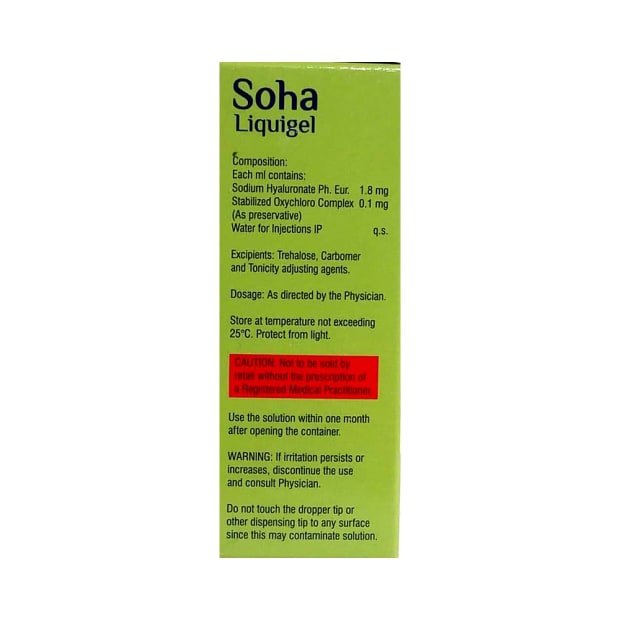 Soha
Liquigel
Composition:
Each ml contains:
Sodium Hyaluronate Ph. Eur. 1.8 mg
Stabilized Oxychloro Complex 0.1 mg
(As preservative)
Water for Injections IP q.s.
Excipients: Trehalose, Carbomer
and Tonicity adjusting agents.
Dosage: As directed by the Physician.
Store at temperature not exceeding
25°C. Protect from light.
CAUTION: Not to be sold by
retail without the prescription of
a Registered Medical Practitioner.
Use the solution within one month
after opening the container.
WARNING: If irritation persists or
increases, discontinue the use
and consult Physician.
Do not touch the dropper tip or
other dispensing tip to any surface
since this may contaminate solution.